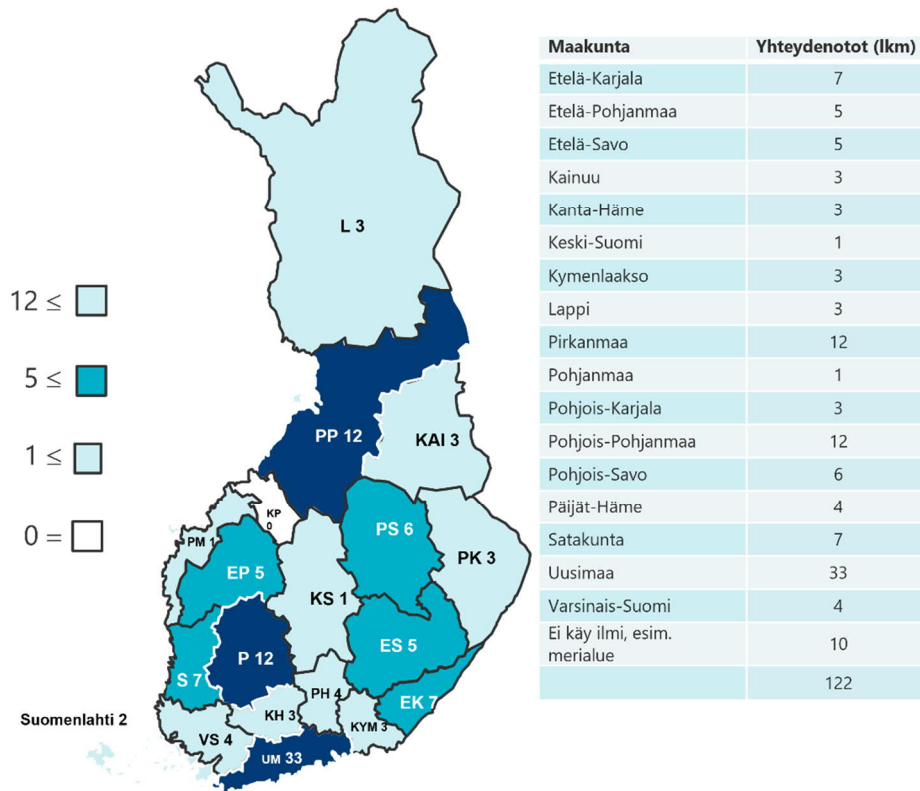 Maakunta Yhteydenotot (lkm)
Etelä-Karjala 7
Etelä-Pohjanmaa 5
Etelä-Savo 5
Kainuu 3
Kanta-Häme 3
Keski-Suomi 1
Kymenlaakso 3
Lappi 3
Pirkanmaa 12
Pohjanmaa 1
Pohjois-Karjala 3
Pohjois-Pohjanmaa 12
Pohjois-Savo 6
Päijät-Häme 4
Satakunta 7
Uusimaa 33
Varsinais-Suomi 4
Ei käy ilmi, esim.
merialue 10
122
12 ≤
5 ≤
1 ≤
0 =
L 3
PP 12
KAI 3
KP
0
PM 1
EP 5
PS 6
PK 3
KS 1
P 12
ES 5
S 7
PH 4
EK 7
KH 3
KYM 3
VS 4
UM 33
Suomenlahti 2